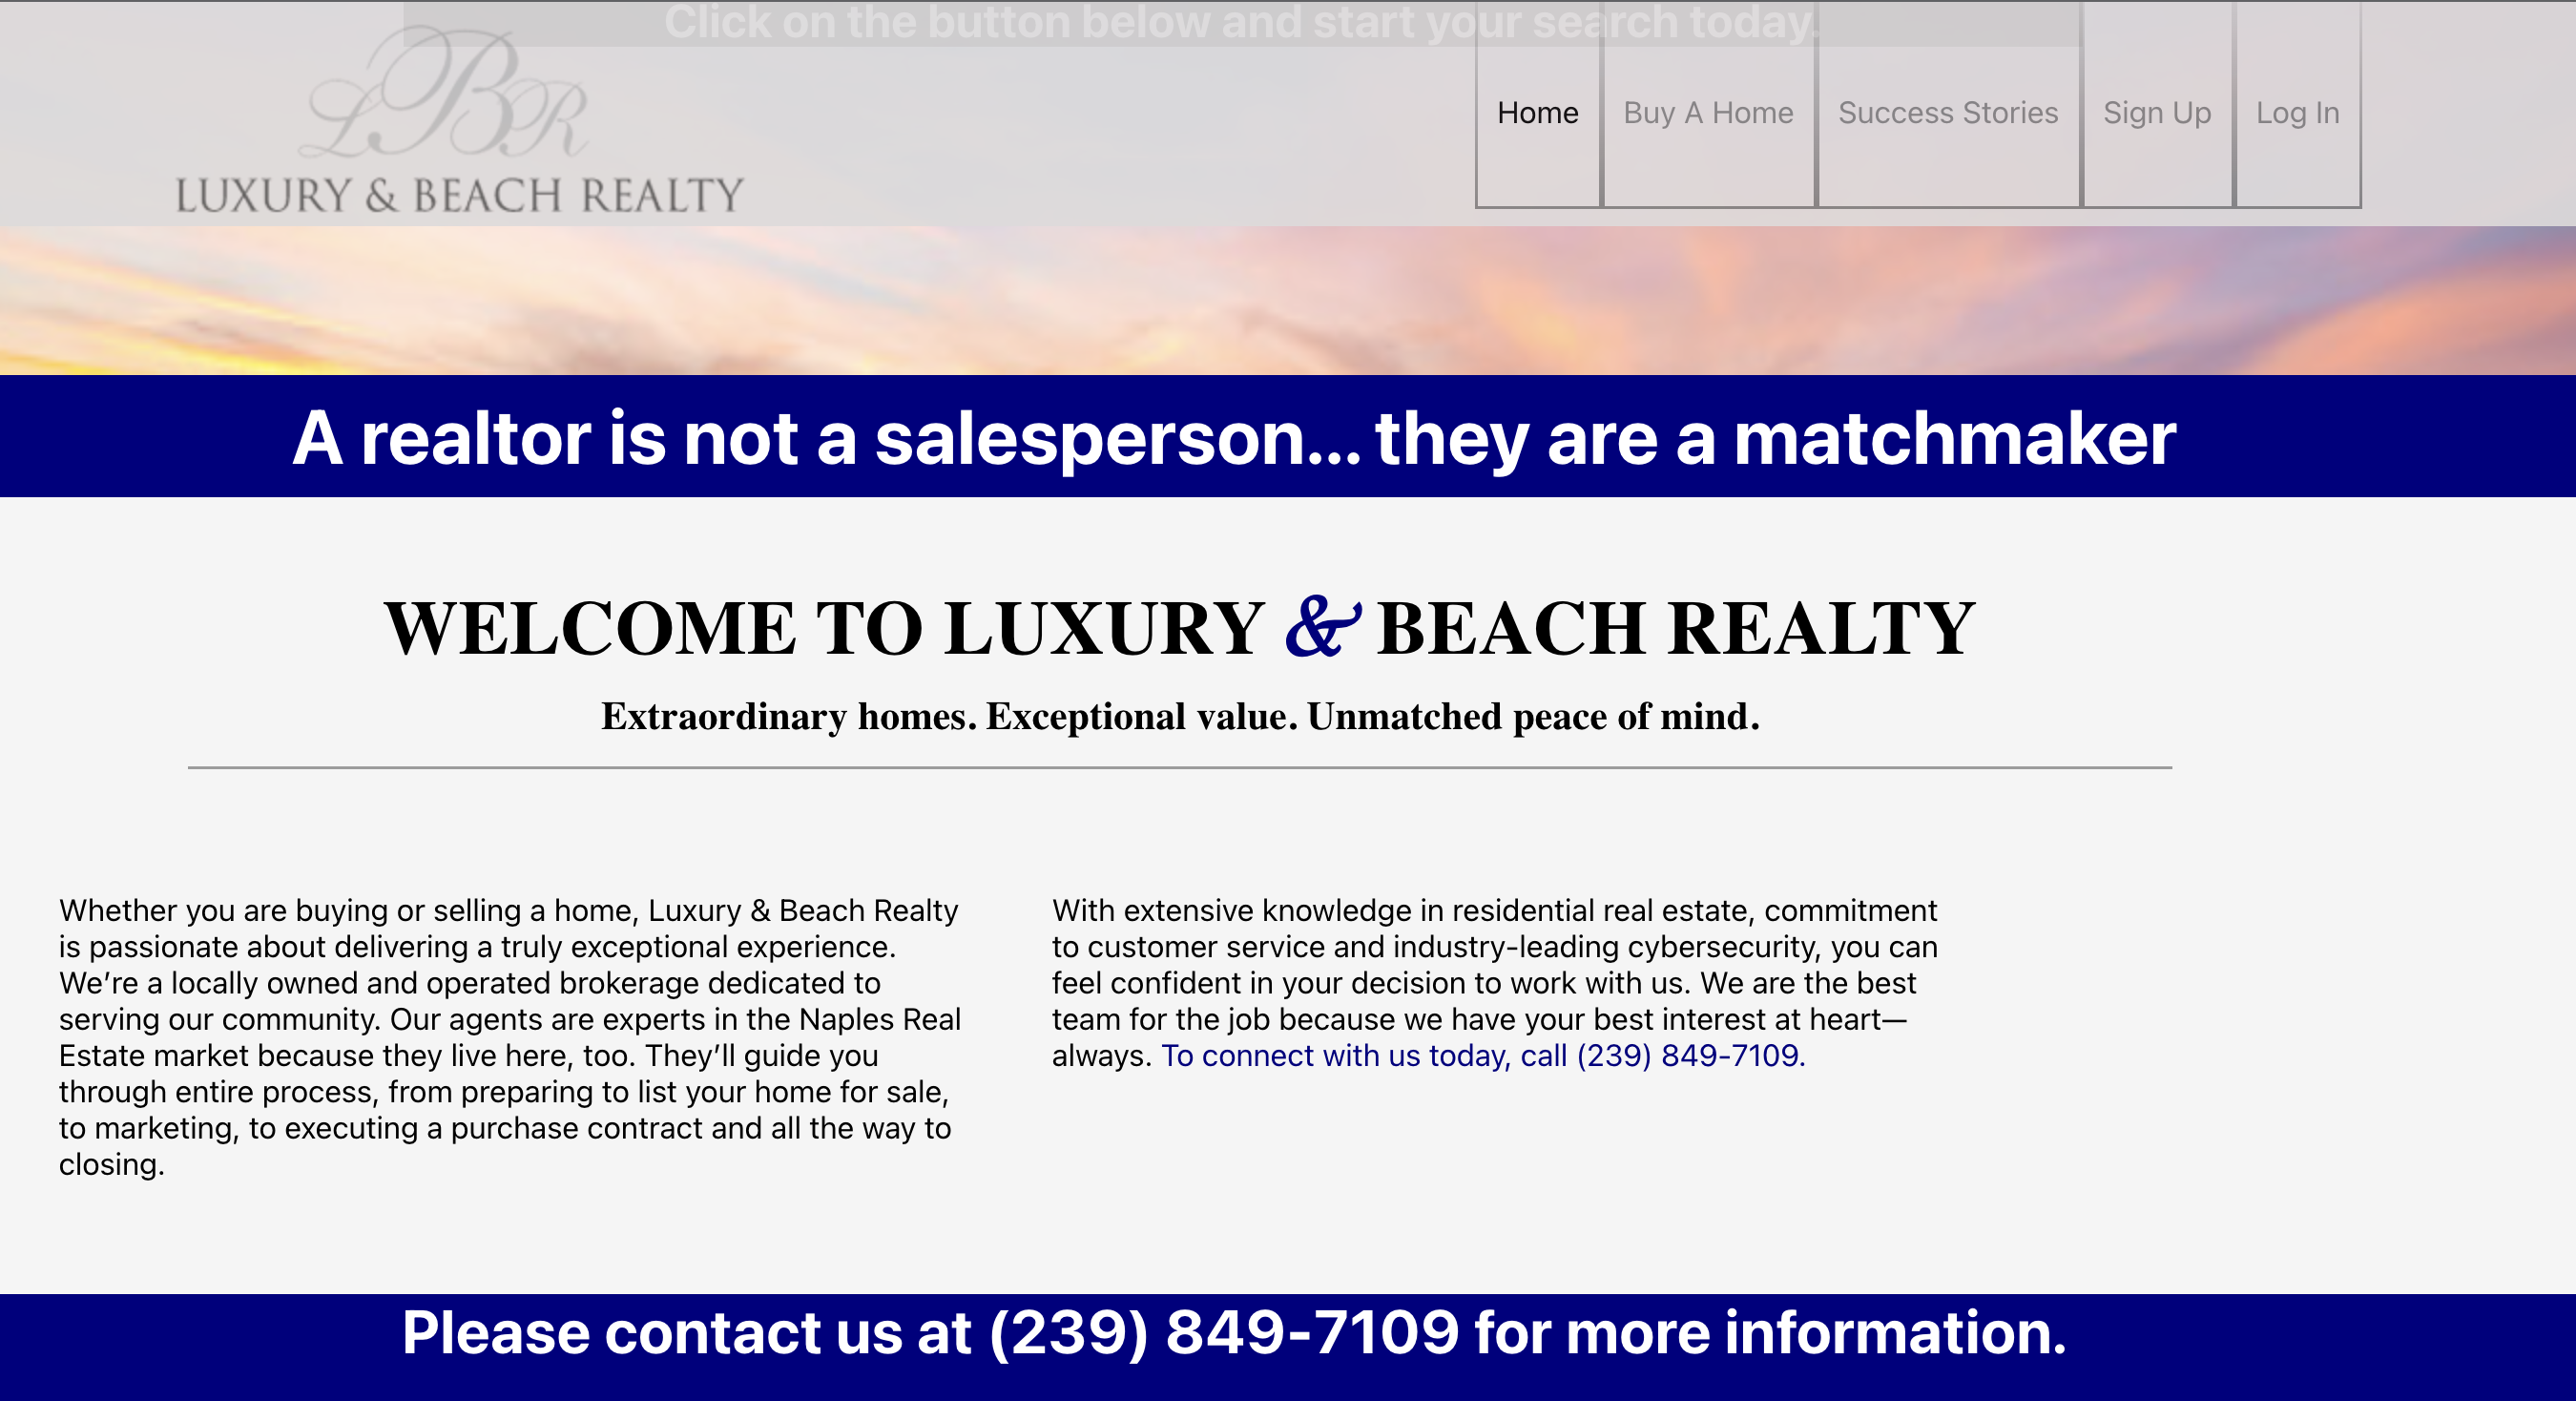 Click on the button below and start your search today.
LBR
LUXURY & BEACH REALTY
Home Buy A Home Success Stories Sign Up Log In
A realtor is not a salesperson... they are a matchmaker
WELCOME TO LUXURY & BEACH REALTY
Extraordinary homes. Exceptional value. Unmatched peace of mind.
Whether you are buying or selling a home, Luxury & Beach Realty
is passionate about delivering a truly exceptional experience.
We’re a locally owned and operated brokerage dedicated to
serving our community. Our agents are experts in the Naples Real
Estate market because they live here, too. They’ll guide you
through entire process, from preparing to list your home for sale,
to marketing, to executing a purchase contract and all the way to
closing.
With extensive knowledge in residential real estate, commitment
to customer service and industry-leading cybersecurity, you can
feel confident in your decision to work with us. We are the best
team for the job because we have your best interest at heart—
always. To connect with us today, call (239) 849-7109.
Please contact us at (239) 849-7109 for more information.